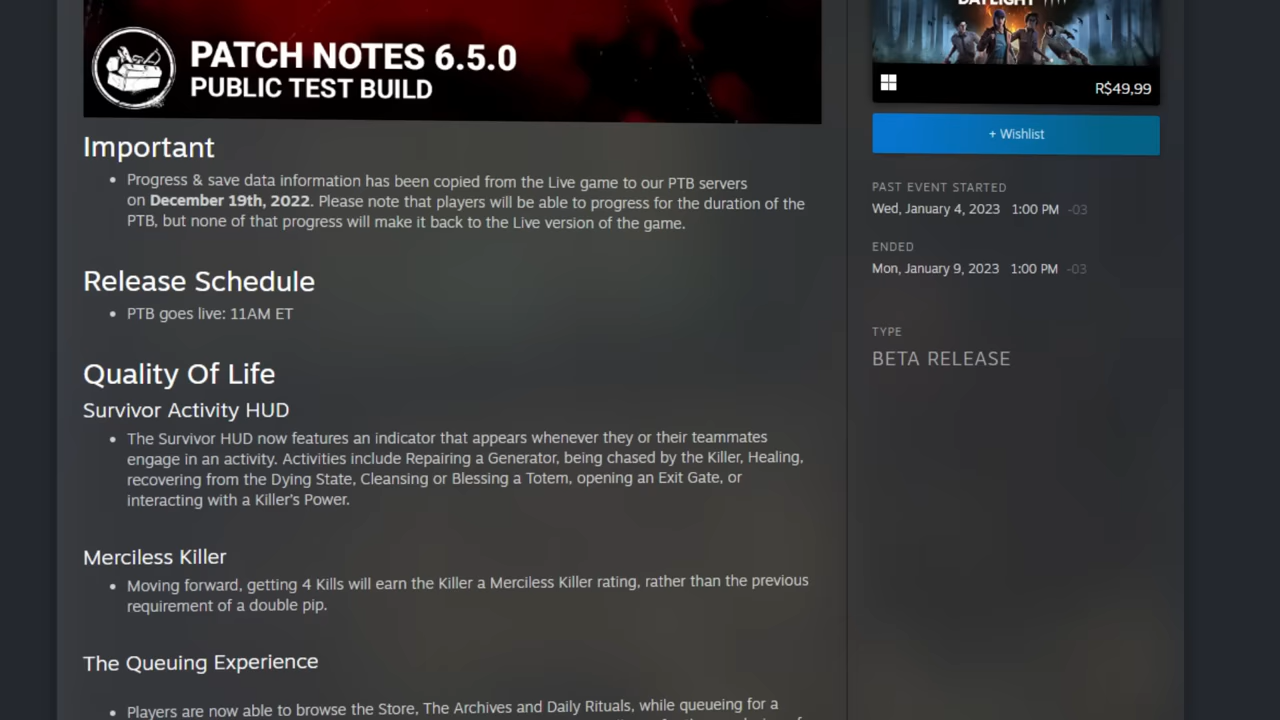 PATCH NOTES 6.5.0
PUBLIC TEST BUILD
Important
• Progress & save data information has been copied from the Live game to our PTB servers
on December 19th, 2022. Please note that players will be able to progress for the duration of the
PTB, but none of that progress will make it back to the Live version of the game.
Release Schedule
• PTB goes live: 11AM ET
Quality Of Life
Survivor Activity HUD
• The Survivor HUD now features an indicator that appears whenever they or their teammates
engage in an activity. Activities include Repairing a Generator, being chased by the Killer, Healing,
recovering from the Dying State, Cleansing or Blessing a Totem, opening an Exit Gate, or
interacting with a Killer's Power.
Merciless Killer
• Moving forward, getting 4 Kills will earn the Killer a Merciless Killer rating, rather than the previous
requirement of a double pip.
The Queuing Experience
• Players are now able to browse the Store, The Archives and Daily Rituals, while queueing for a
DAYLIGHT
R$49,99
+ Wishlist
PAST EVENT STARTED
Wed, January 4, 2023 1:00 PM -03
ENDED
Mon, January 9, 2023 1:00 PM -03
TYPE
BETA RELEASE